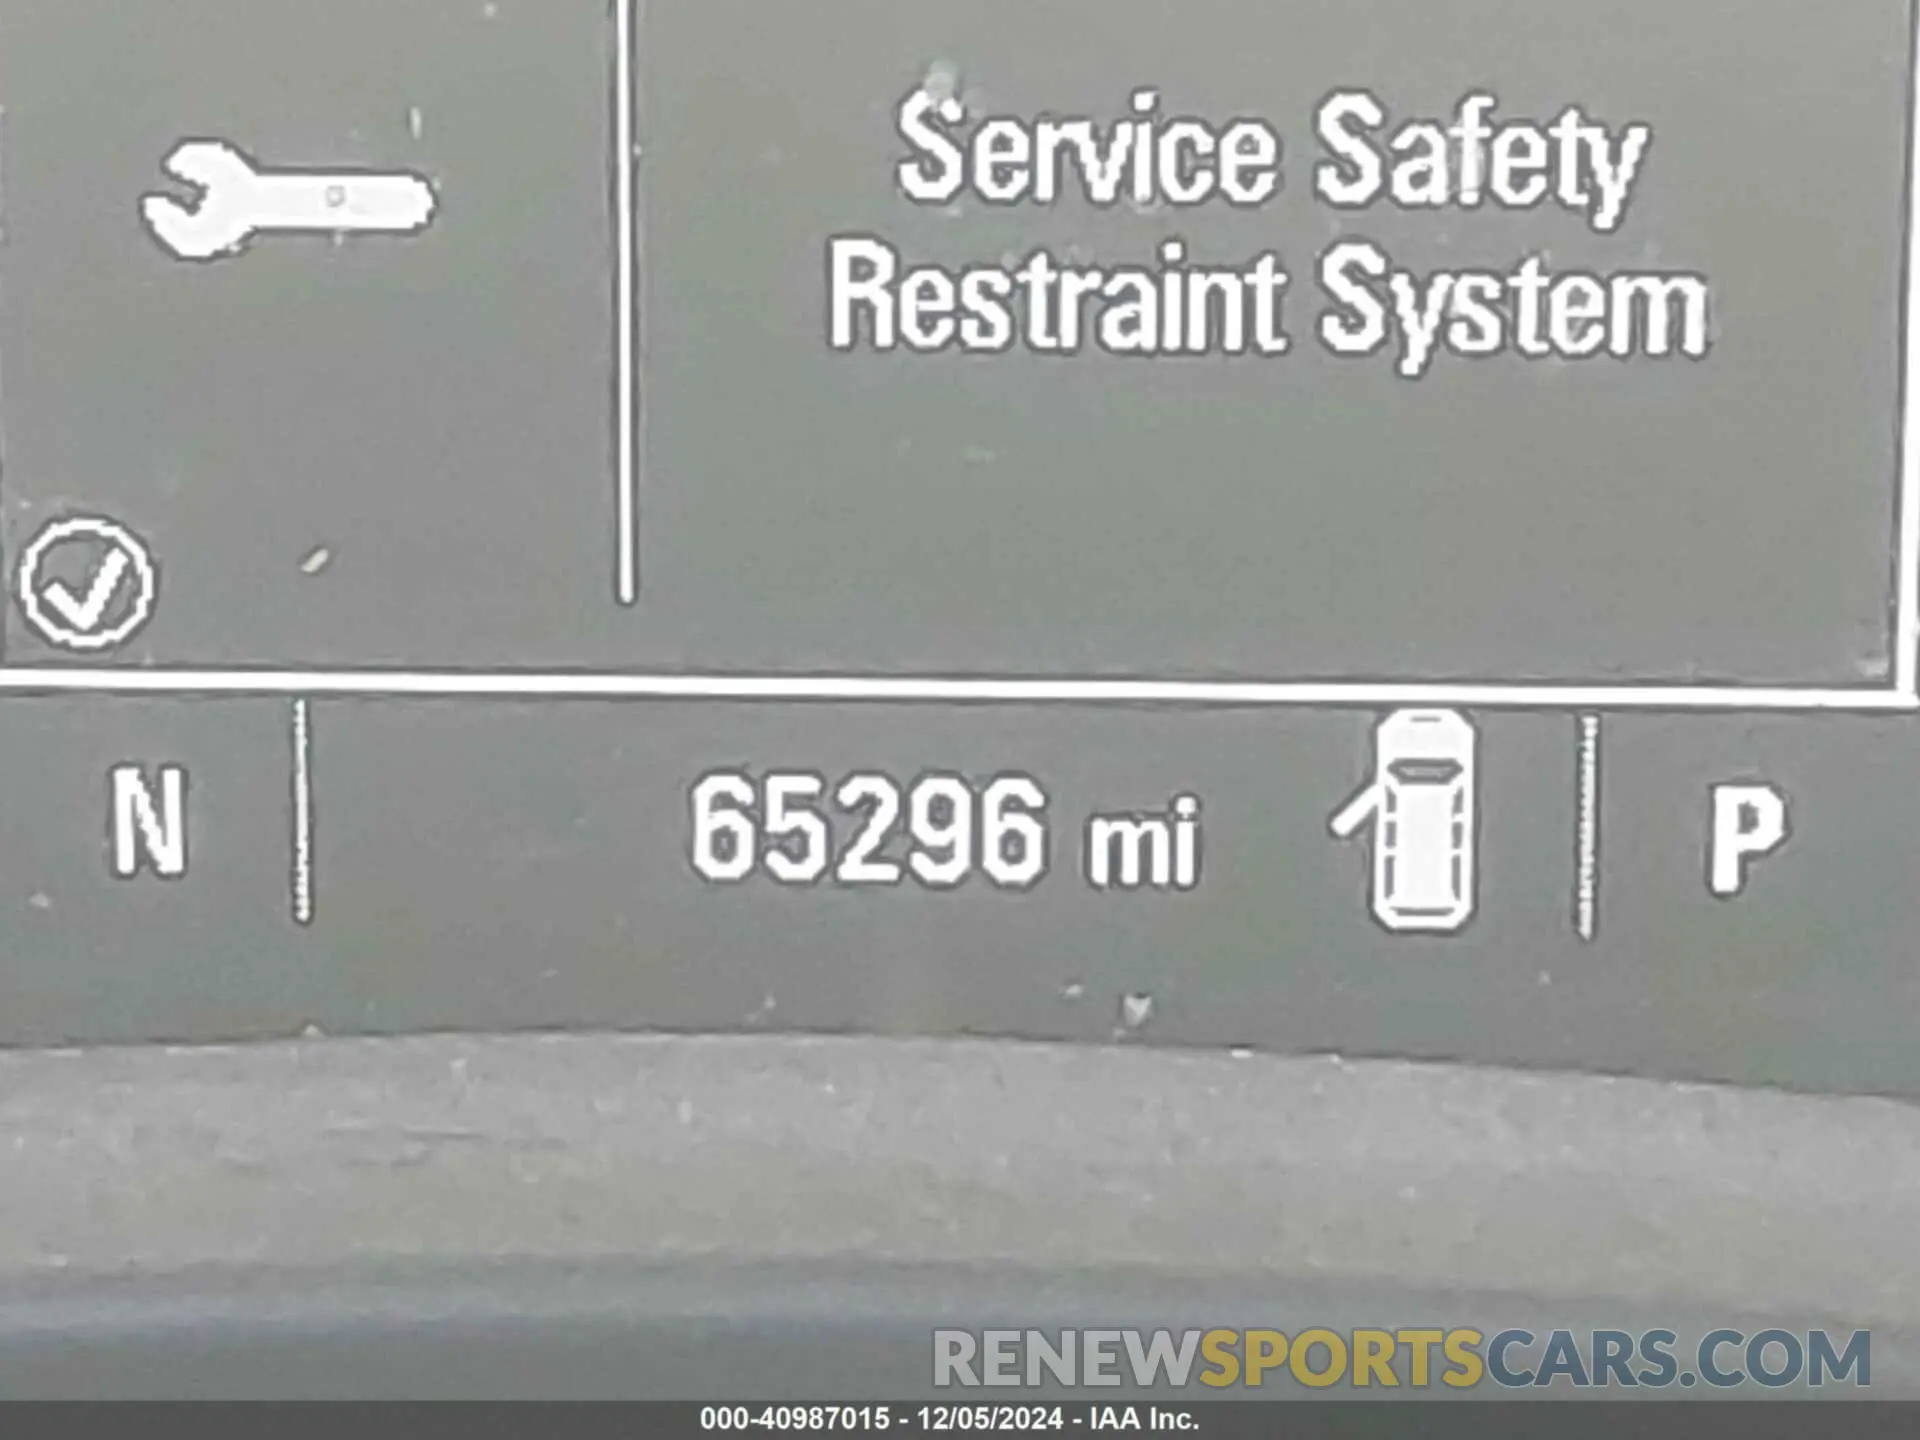 Service Safety
Restraint System
N 65296 mi P
RENEWSPORTSCARS.COM
000-40987015 - 12/05/2024 - IAA Inc.